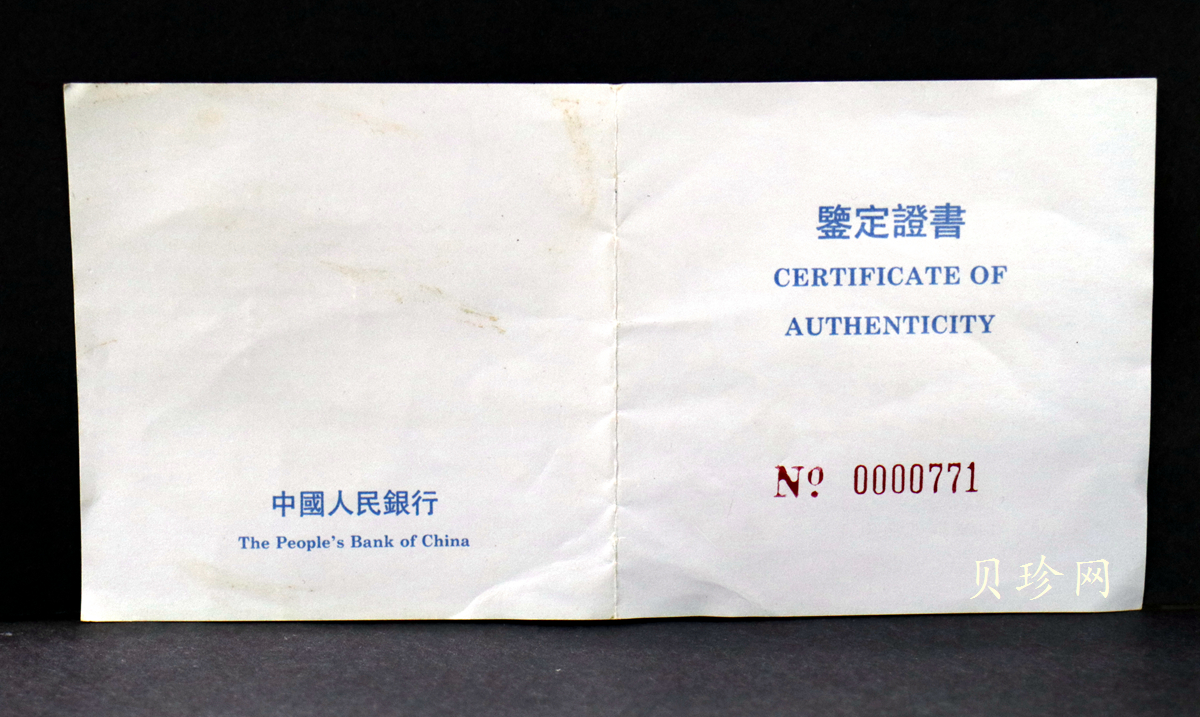 中國人民銀行
The People's Bank of China
鑒定證書
CERTIFICATE OF
AUTHENTICITY
Nº 0000771
贝珍网